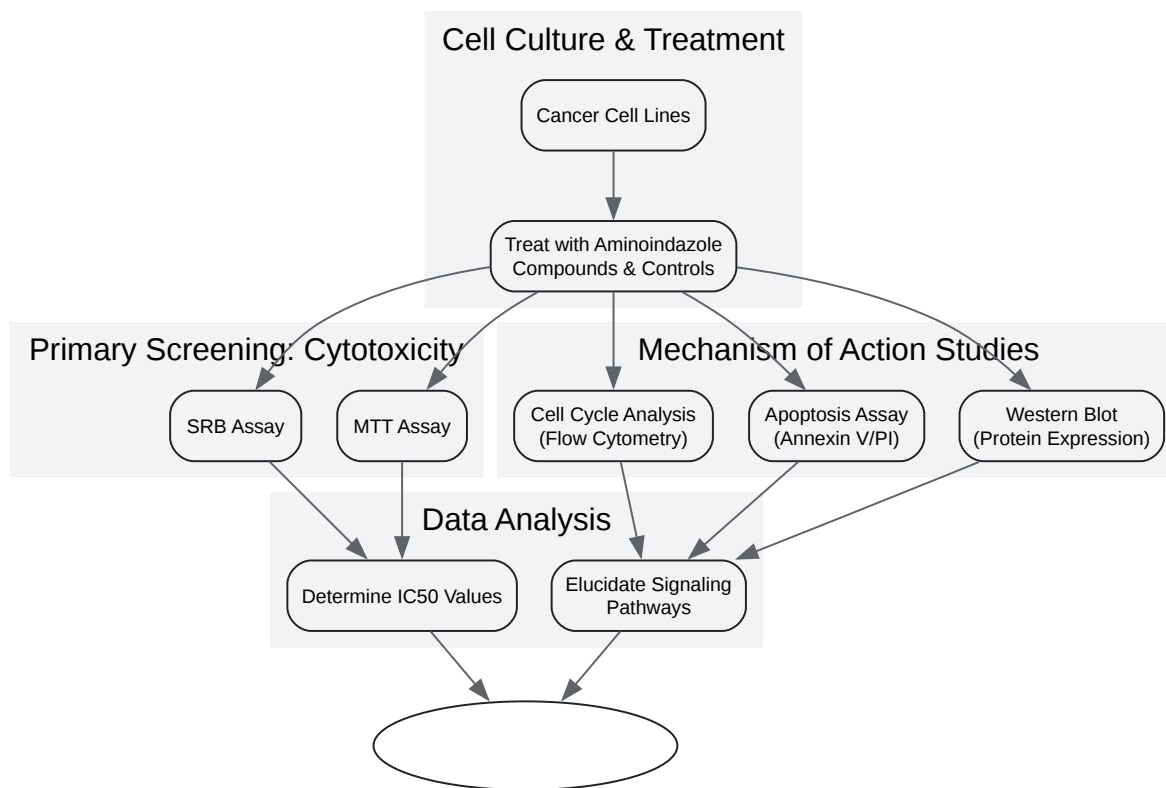 Cell Culture & Treatment
Cancer Cell Lines
Treat with Aminoindazole
Compounds & Controls
Primary Screening: Cytotoxicity
Mechanism of Action Studies
SRB Assay
MTT Assay
Cell Cycle Analysis
(Flow Cytometry)
Apoptosis Assay
(Annexin V/PI)
Western Blot
(Protein Expression)
Data Analysis
Determine IC50 Values
Elucidate Signaling
Pathways